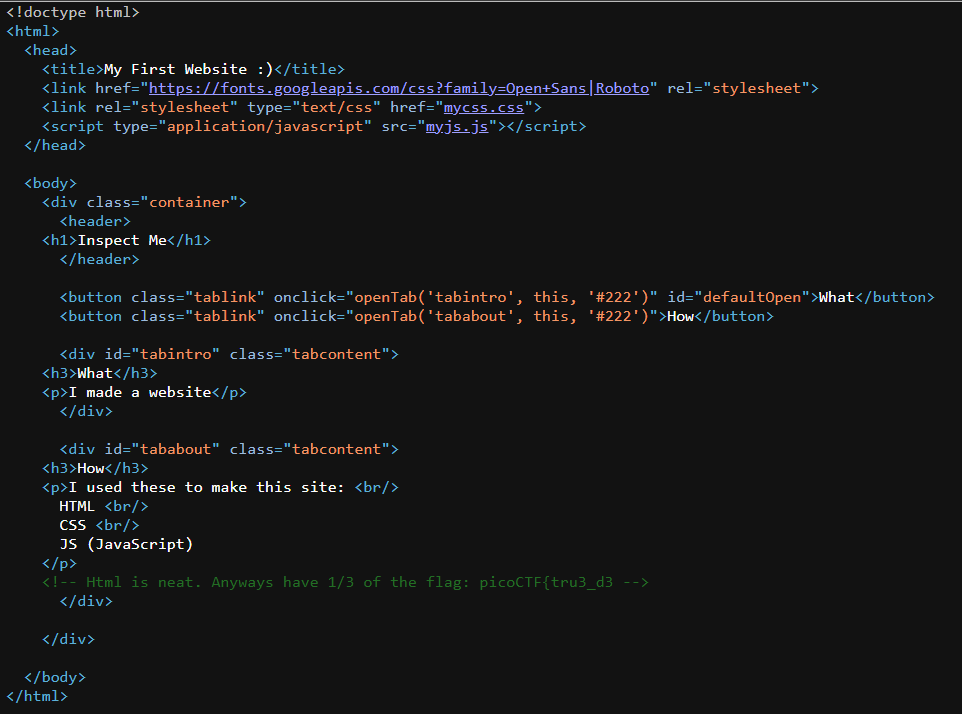 <!doctype html>
<html>
<head>
<title>My First Website :)</title>
<link href="https://fonts.googleapis.com/css?family=Open+Sans|Roboto" rel="stylesheet">
<link rel="stylesheet" type="text/css" href="mycss.css">
<script type="application/javascript" src="myjs.js"></script>
</head>
<body>
<div class="container">
<header>
<h1>Inspect Me</h1>
</header>
<button class="tablink" onclick="openTab('tabintro', this, '#222')" id="defaultOpen">What</button>
<button class="tablink" onclick="openTab('tababout', this, '#222')">How</button>
<div id="tabintro" class="tabcontent">
<h3>What</h3>
<p>I made a website</p>
</div>
<div id="tababout" class="tabcontent">
<h3>How</h3>
<p>I used these to make this site: <br/>
HTML <br/>
CSS <br/>
JS (JavaScript)
</p>
<!-- Html is neat. Anyways have 1/3 of the flag: picoCTF{tru3_d3 -->
</div>
</div>
</body>
</html>